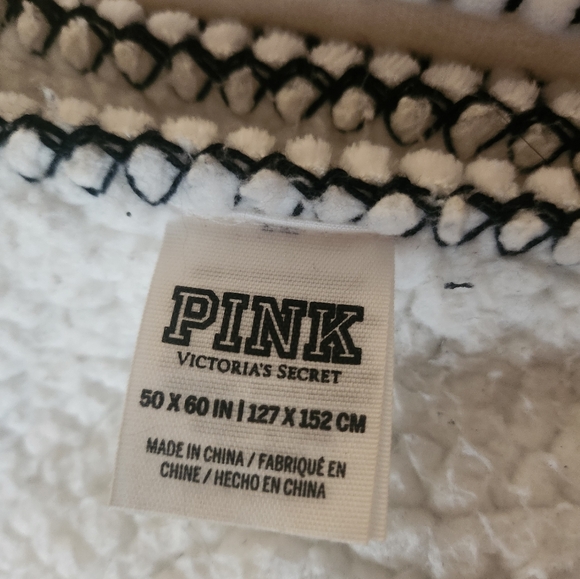 PINK
VICTORIA'S SECRET
50 X 60 IN | 127 X 152 CM
MADE IN CHINA / FABRIQUÉ EN
CHINE / HECHO EN CHINA